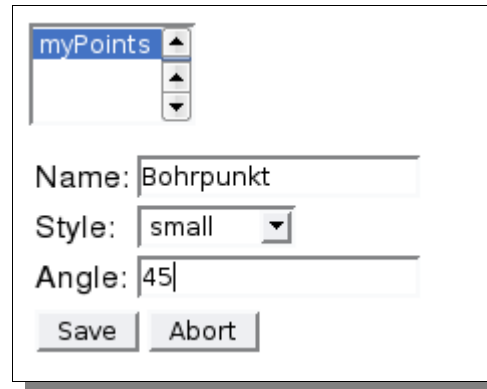 myPoints
Name: Bohrpunkt
Style: small
Angle: 45
Save Abort